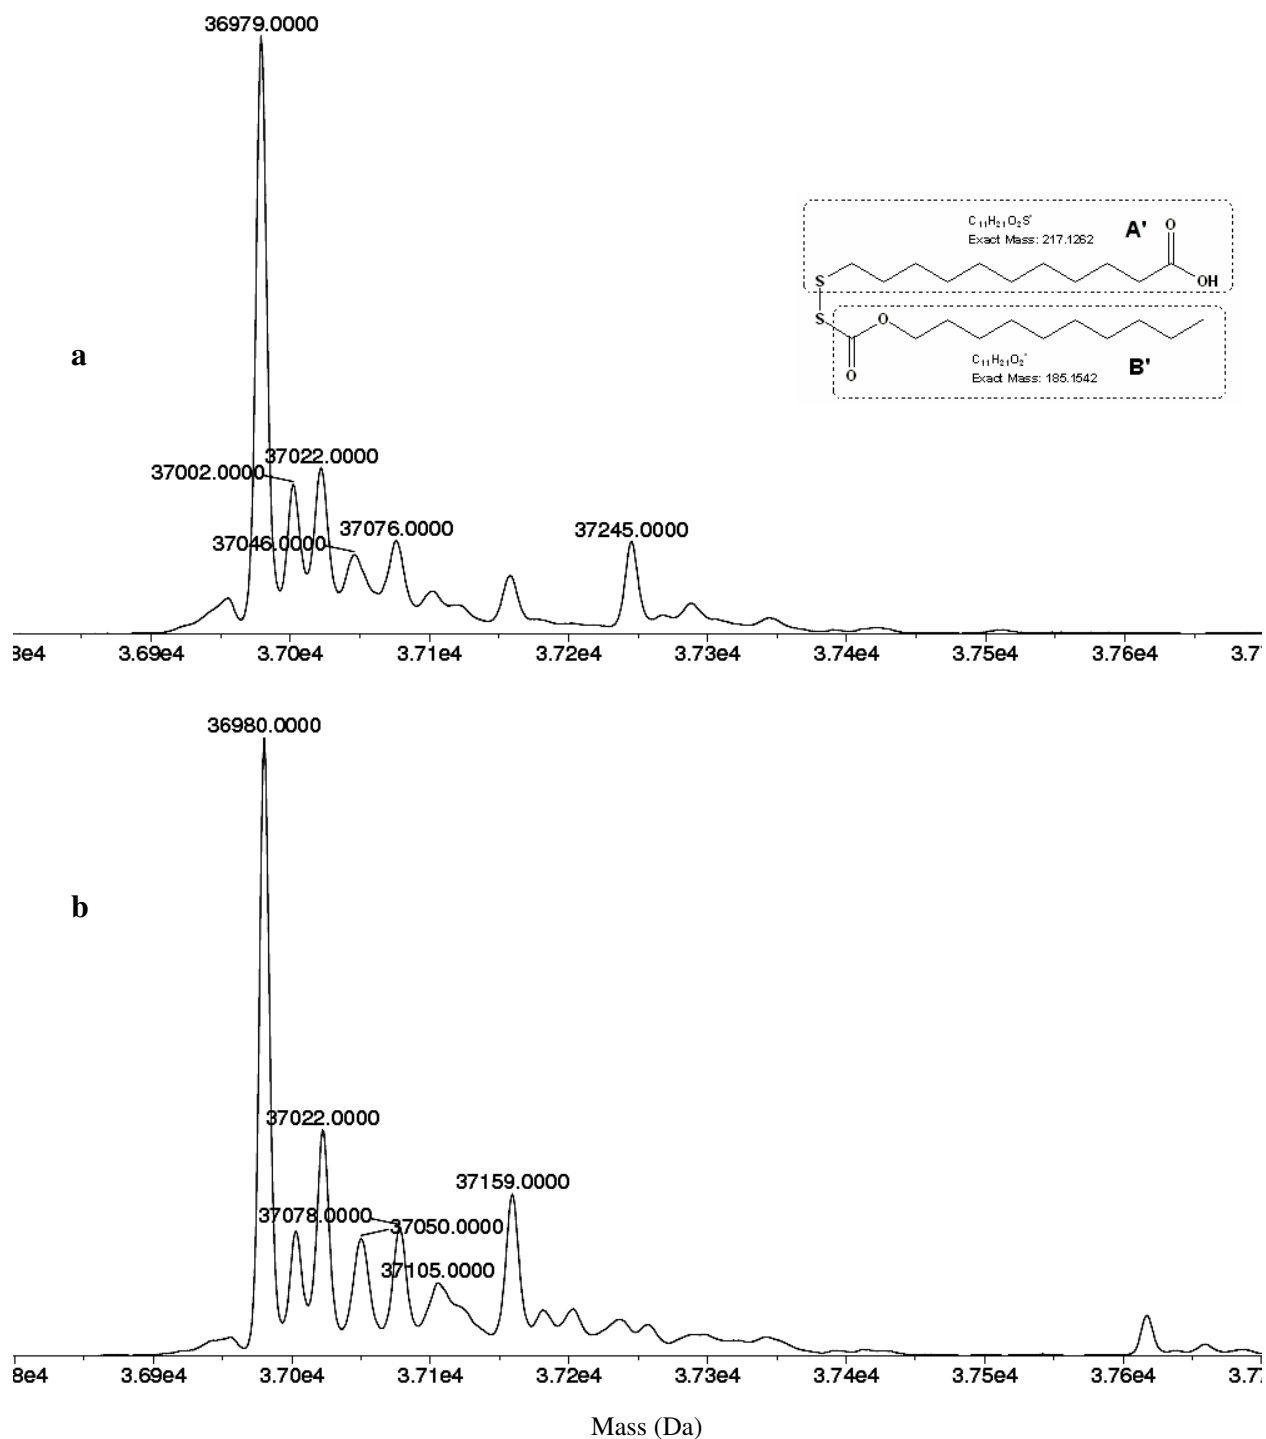 36979.0000
C11H21O2S•
Exact Mass: 217.1262
A'
O
S
OH
S
O
O
C11H21O2•
Exact Mass: 185.1542
B'
a
37022.0000
37002.0000
37046.0000
37076.0000
37245.0000
3e4 3.69e4 3.70e4 3.71e4 3.72e4 3.73e4 3.74e4 3.75e4 3.76e4 3.7
36980.0000
b
37022.0000
37159.0000
37078.0000
37050.0000
37105.0000
8e4 3.69e4 3.70e4 3.71e4 3.72e4 3.73e4 3.74e4 3.75e4 3.76e4 3.7
Mass (Da)